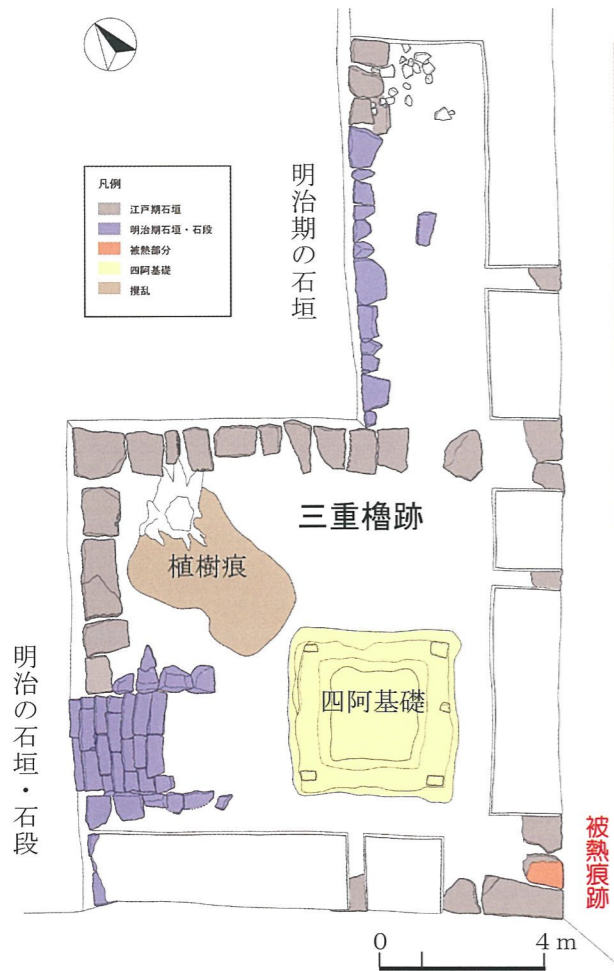 凡例
江戸期石垣
明治期石垣・石段
被熱部分
四阿基礎
攪乱
明治期の石垣
三重櫓跡
植樹痕
四阿基礎
明治の石垣・石段
被熱痕跡
0 4 m